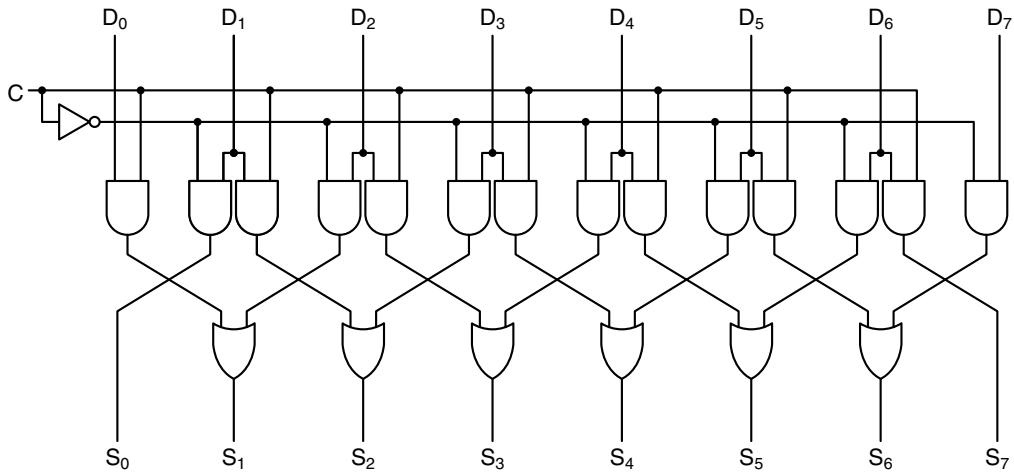 D₀ D₁ D₂ D₃ D₄ D₅ D₆ D₇
C
S₀ S₁ S₂ S₃ S₄ S₅ S₆ S₇